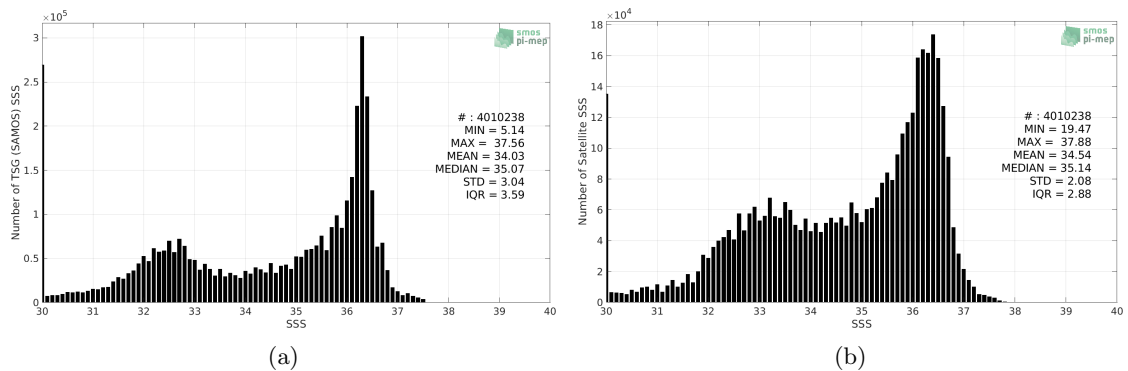 ×10⁵
3
2.5
2
1.5
1
0.5
0
30 31 32 33 34 35 36 37 38 39 40
SSS
Number of TSG (SAMOS) SSS
smos
pi-mep
# : 4010238
MIN = 5.14
MAX = 37.56
MEAN = 34.03
MEDIAN = 35.07
STD = 3.04
IQR = 3.59
(a)
×10⁴
18
16
14
12
10
8
6
4
2
0
30 31 32 33 34 35 36 37 38 39 40
SSS
Number of Satellite SSS
smos
pi-mep
# : 4010238
MIN = 19.47
MAX = 37.88
MEAN = 34.54
MEDIAN = 35.14
STD = 2.08
IQR = 2.88
(b)